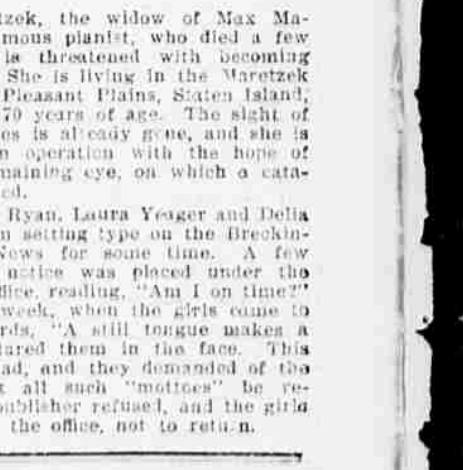 tzek, the widow of Max Ma-
mous pianist, who died a few
is threatened with becoming
She is living in the Maretzek
Pleasant Plains, Staten Island,
70 years of age. The sight of
es is already gone, and she is
n operation with the hope of
maining eye, on which a cata-
ed.
Ryan, Laura Yeager and Delia
n setting type on the Breckin-
News for some time. A few
notice was placed under the
ffice, reading, "Am I on time?"
week, when the girls came to
rds, "A still tongue makes a
tared them in the face. This
ad, and they demanded of the
t all such "mottoes" be re-
publisher refused, and the girls
the office, not to return.